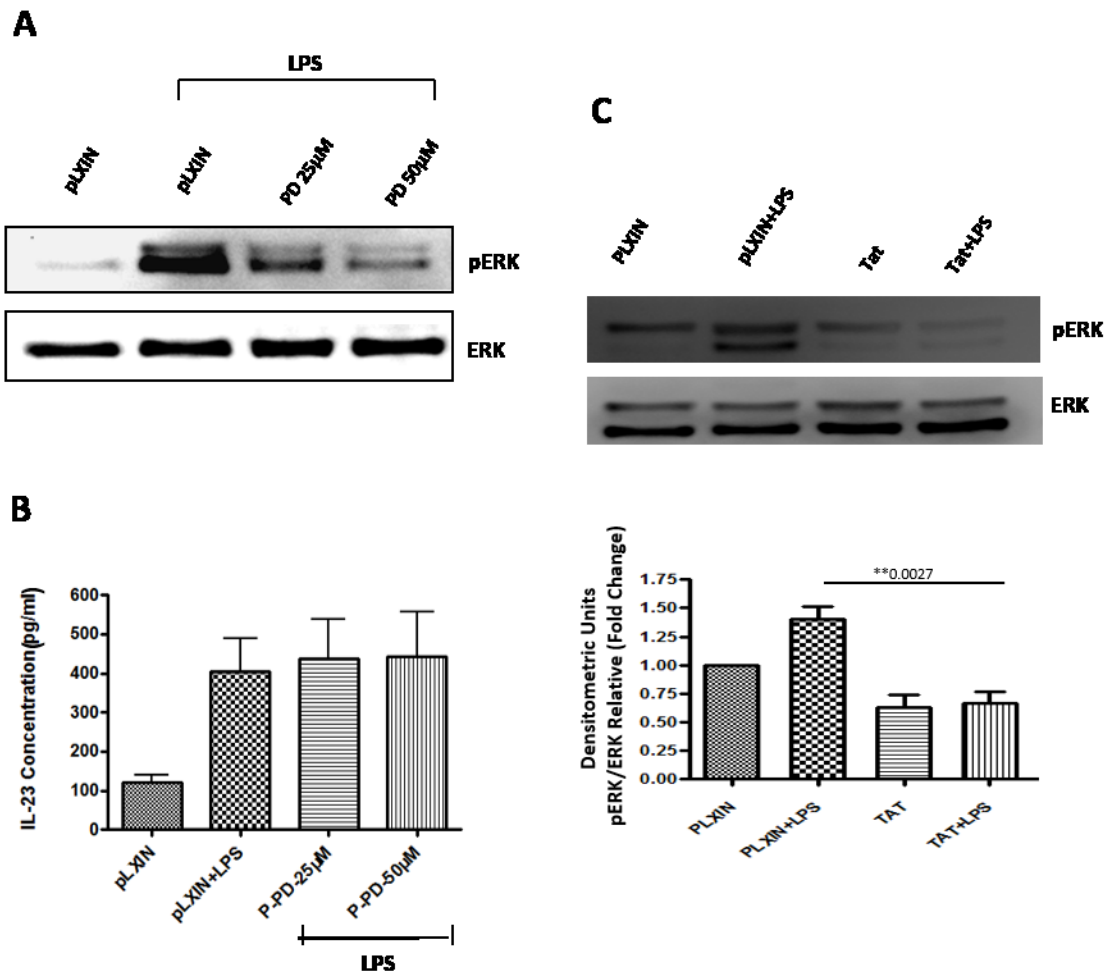 A
LPS
pLXIN
pLXIN
PD 25µM
PD 50µM
pERK
ERK
B
IL-23 Concentration(pg/ml)
600
500
400
300
200
100
0
pLXIN
pLXIN+LPS
P-PD-25µM
P-PD-50µM
LPS
C
PLXIN
pLXIN+LPS
Tat
Tat+LPS
pERK
ERK
Densitometric Units
pERK/ERK Relative (Fold Change)
1.75
1.50
1.25
1.00
0.75
0.50
0.25
0.00
**0.0027
PLXIN
PLXIN+LPS
TAT
TAT+LPS